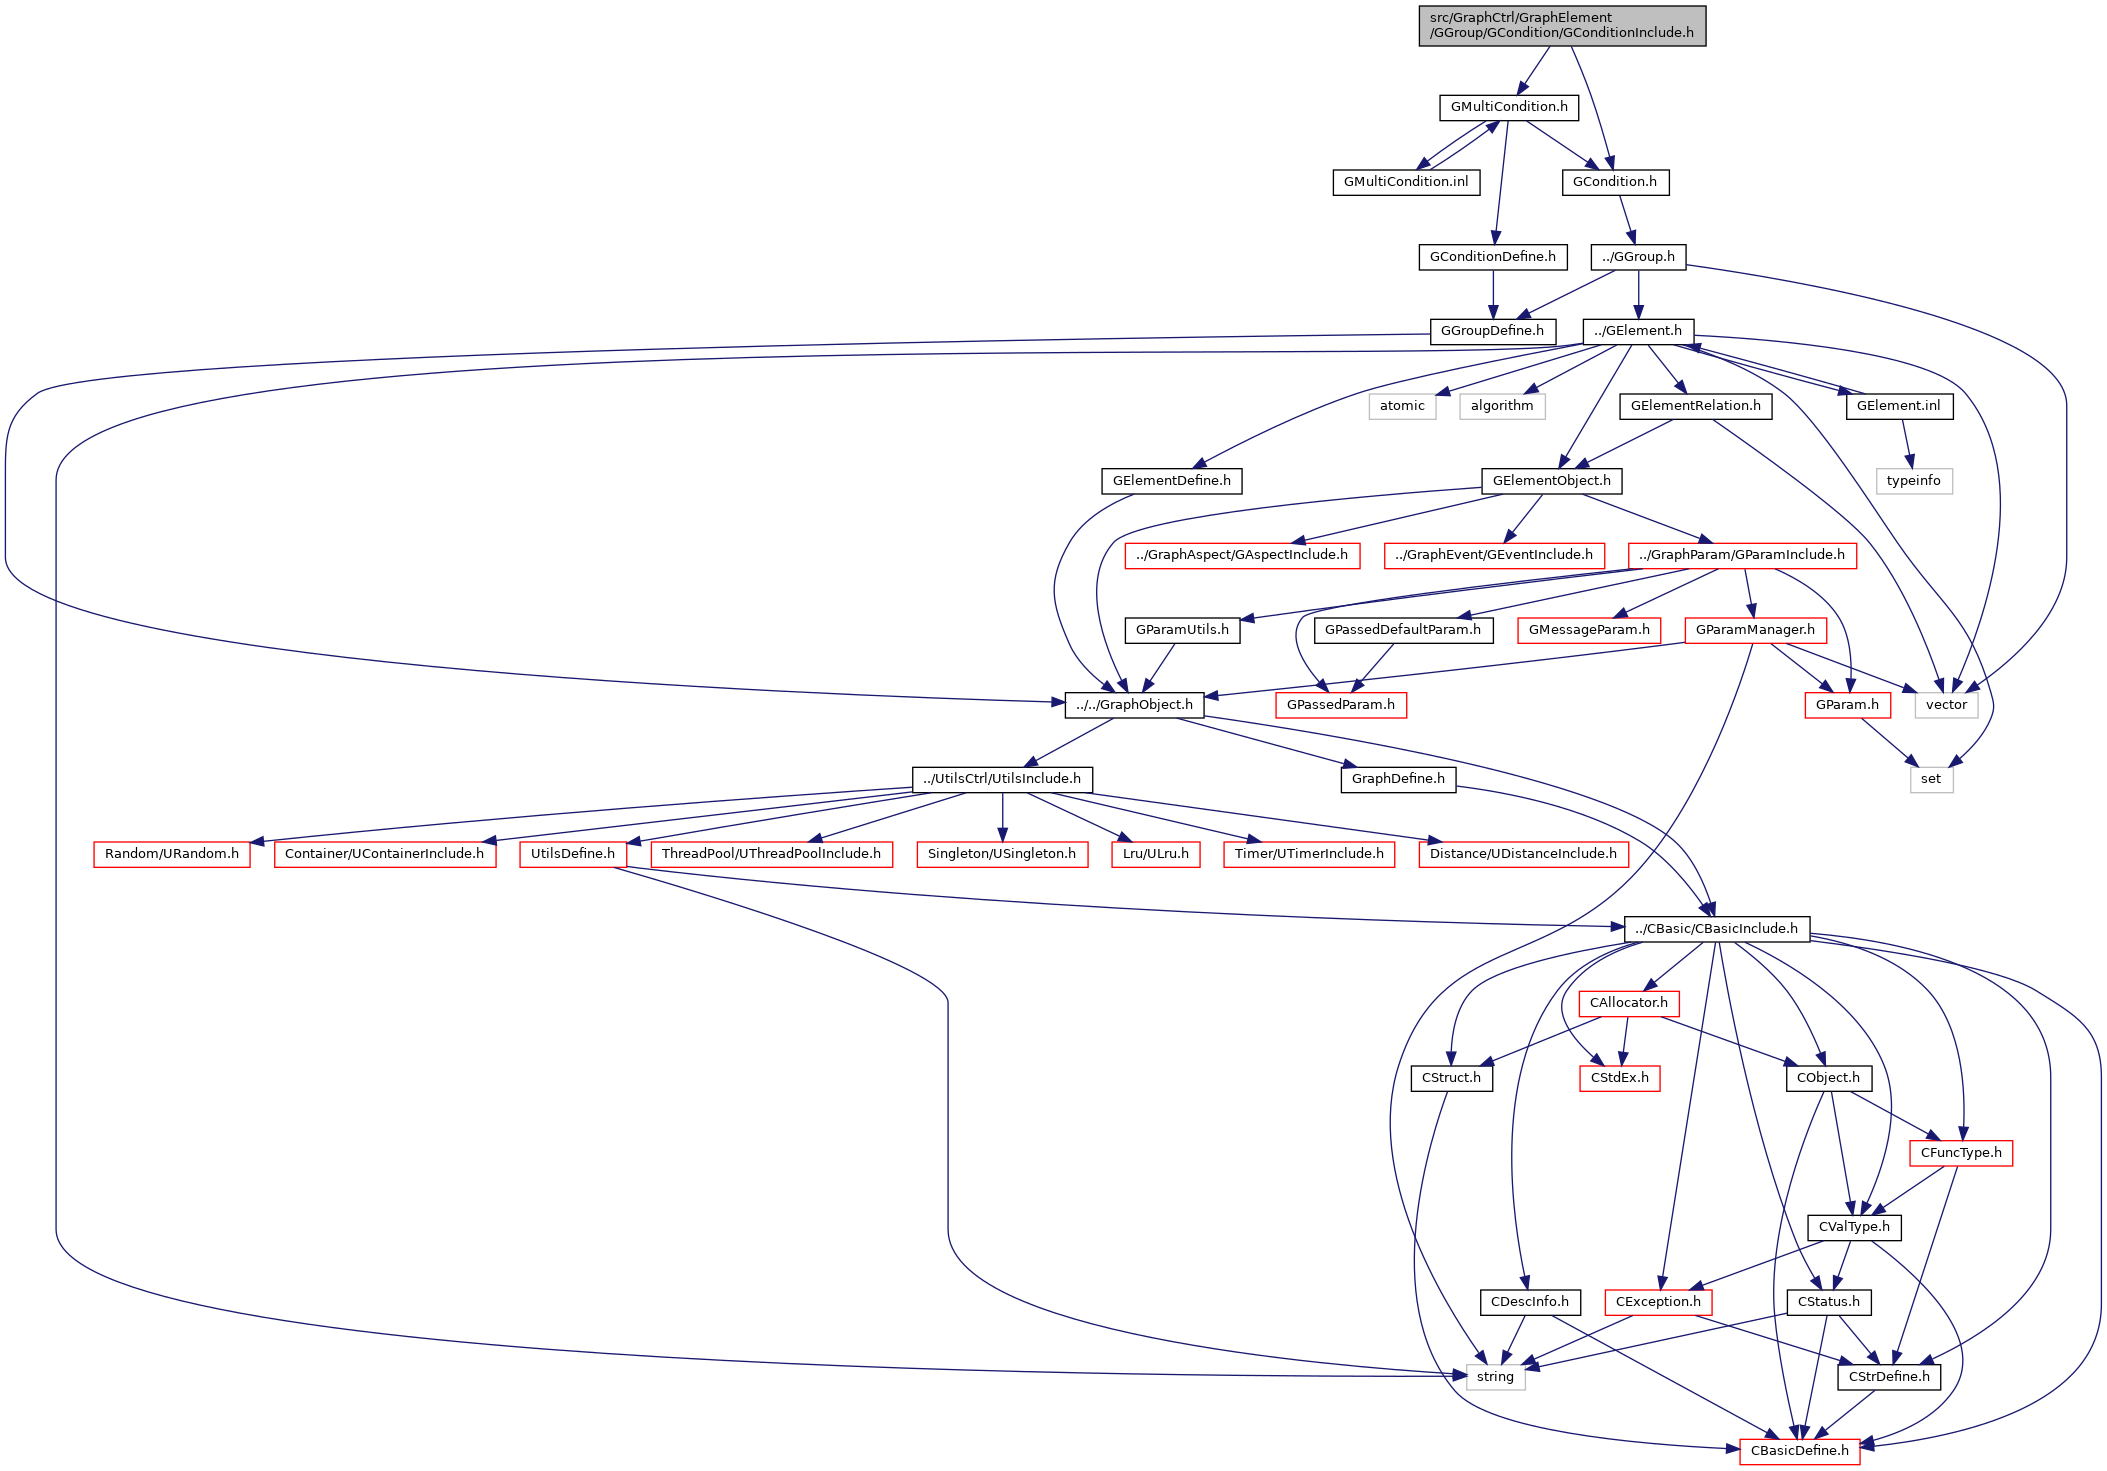 src/GraphCtrl/GraphElement
/GGroup/GCondition/GConditionInclude.h
GMultiCondition.h
GMultiCondition.inl
GCondition.h
GConditionDefine.h
../GGroup.h
GGroupDefine.h
../GElement.h
atomic
algorithm
GElementRelation.h
GElement.inl
GElementDefine.h
GElementObject.h
typeinfo
../GraphAspect/GAspectInclude.h
../GraphEvent/GEventInclude.h
../GraphParam/GParamInclude.h
GParamUtils.h
GPassedDefaultParam.h
GMessageParam.h
GParamManager.h
../../GraphObject.h
GPassedParam.h
GParam.h
vector
../UtilsCtrl/UtilsInclude.h
GraphDefine.h
set
Random/URandom.h
Container/UContainerInclude.h
UtilsDefine.h
ThreadPool/UThreadPoolInclude.h
Singleton/USingleton.h
Lru/ULru.h
Timer/UTimerInclude.h
Distance/UDistanceInclude.h
../CBasic/CBasicInclude.h
CAllocator.h
CStruct.h
CStdEx.h
CObject.h
CFuncType.h
CValType.h
CDescInfo.h
CException.h
CStatus.h
string
CStrDefine.h
CBasicDefine.h